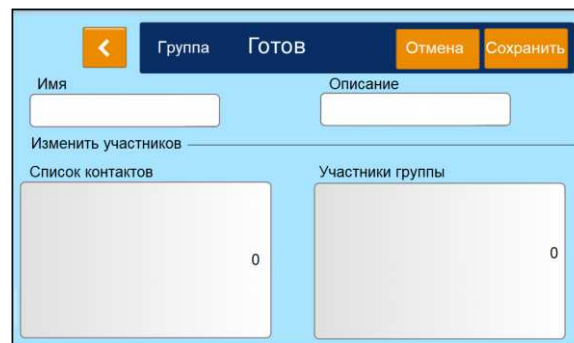 Группа Готов Отмена Сохранить
Имя Описание
Изменить участников
Список контактов Участники группы
0 0